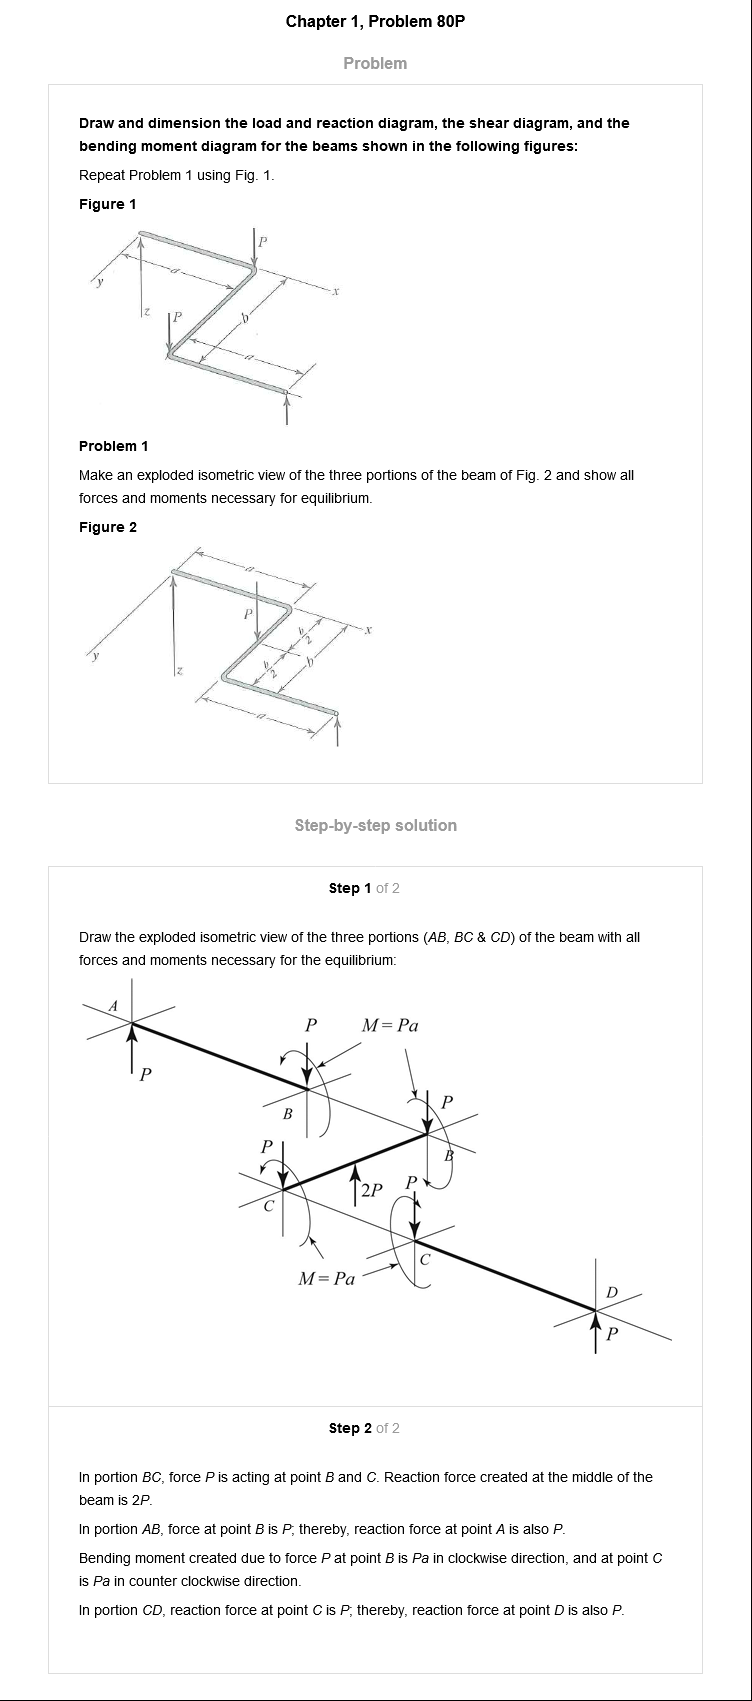 Chapter 1, Problem 80P
Problem
Draw and dimension the load and reaction diagram, the shear diagram, and the
bending moment diagram for the beams shown in the following figures:
Repeat Problem 1 using Fig. 1.
Figure 1
P
y
a
x
z
P
b
a
Problem 1
Make an exploded isometric view of the three portions of the beam of Fig. 2 and show all
forces and moments necessary for equilibrium.
Figure 2
a
P
x
b
2
y
b
2
b
z
a
Step-by-step solution
Step 1 of 2
Draw the exploded isometric view of the three portions (AB, BC & CD) of the beam with all
forces and moments necessary for the equilibrium:
A
P
P
M = Pa
B
P
B
P
C
2P
P
M = Pa
C
D
P
Step 2 of 2
In portion BC, force P is acting at point B and C. Reaction force created at the middle of the
beam is 2P.
In portion AB, force at point B is P; thereby, reaction force at point A is also P.
Bending moment created due to force P at point B is Pa in clockwise direction, and at point C
is Pa in counter clockwise direction.
In portion CD, reaction force at point C is P; thereby, reaction force at point D is also P.